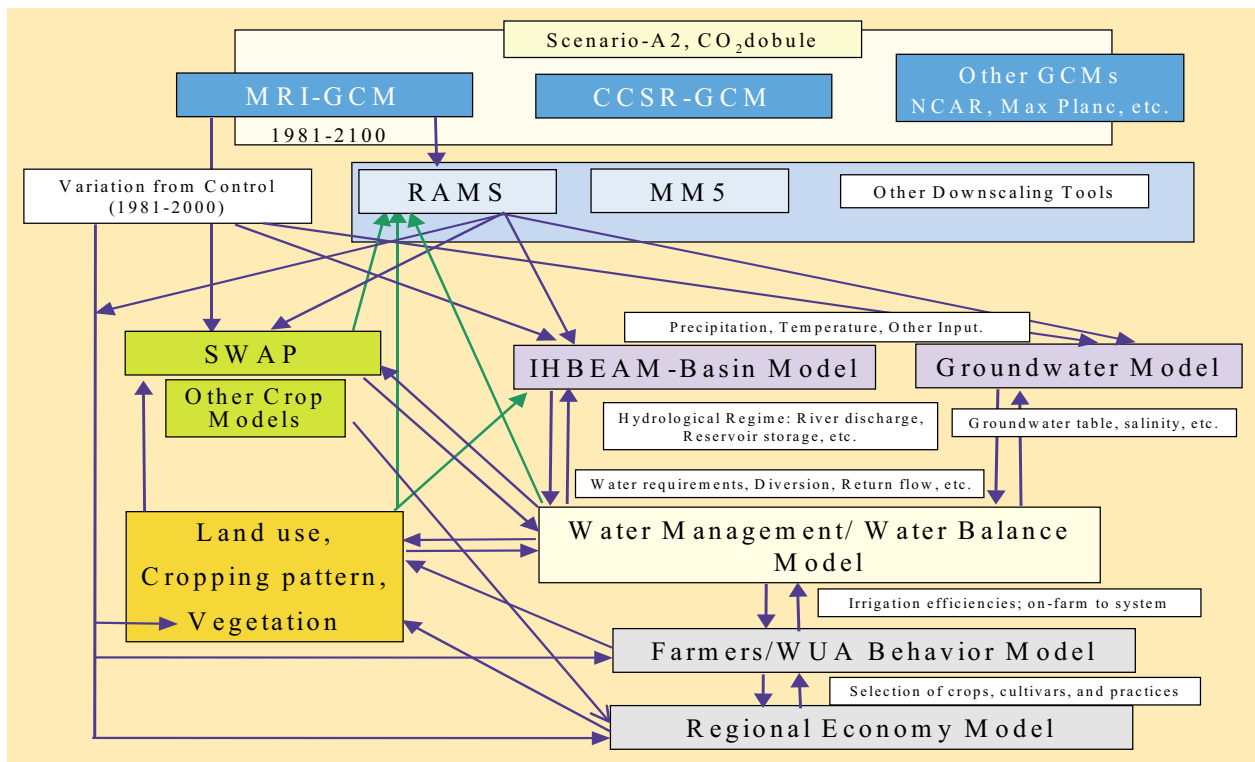 Scenario-A2, CO2dobule
MRI-GCM
CCSR-GCM
Other GCMs
NCAR, Max Planc, etc.
1981-2100
Variation from Control
(1981-2000)
RAMS
MM5
Other Downscaling Tools
Precipitation, Temperature, Other Input.
SWAP
IHBEAM-Basin Model
Groundwater Model
Other Crop
Models
Hydrological Regime: River discharge,
Reservoir storage, etc.
Groundwater table, salinity, etc.
Water requirements, Diversion, Return flow, etc.
Land use,
Cropping pattern,
Vegetation
Water Management/ Water Balance
Model
Irrigation efficiencies; on-farm to system
Farmers/WUA Behavior Model
Selection of crops, cultivars, and practices
Regional Economy Model